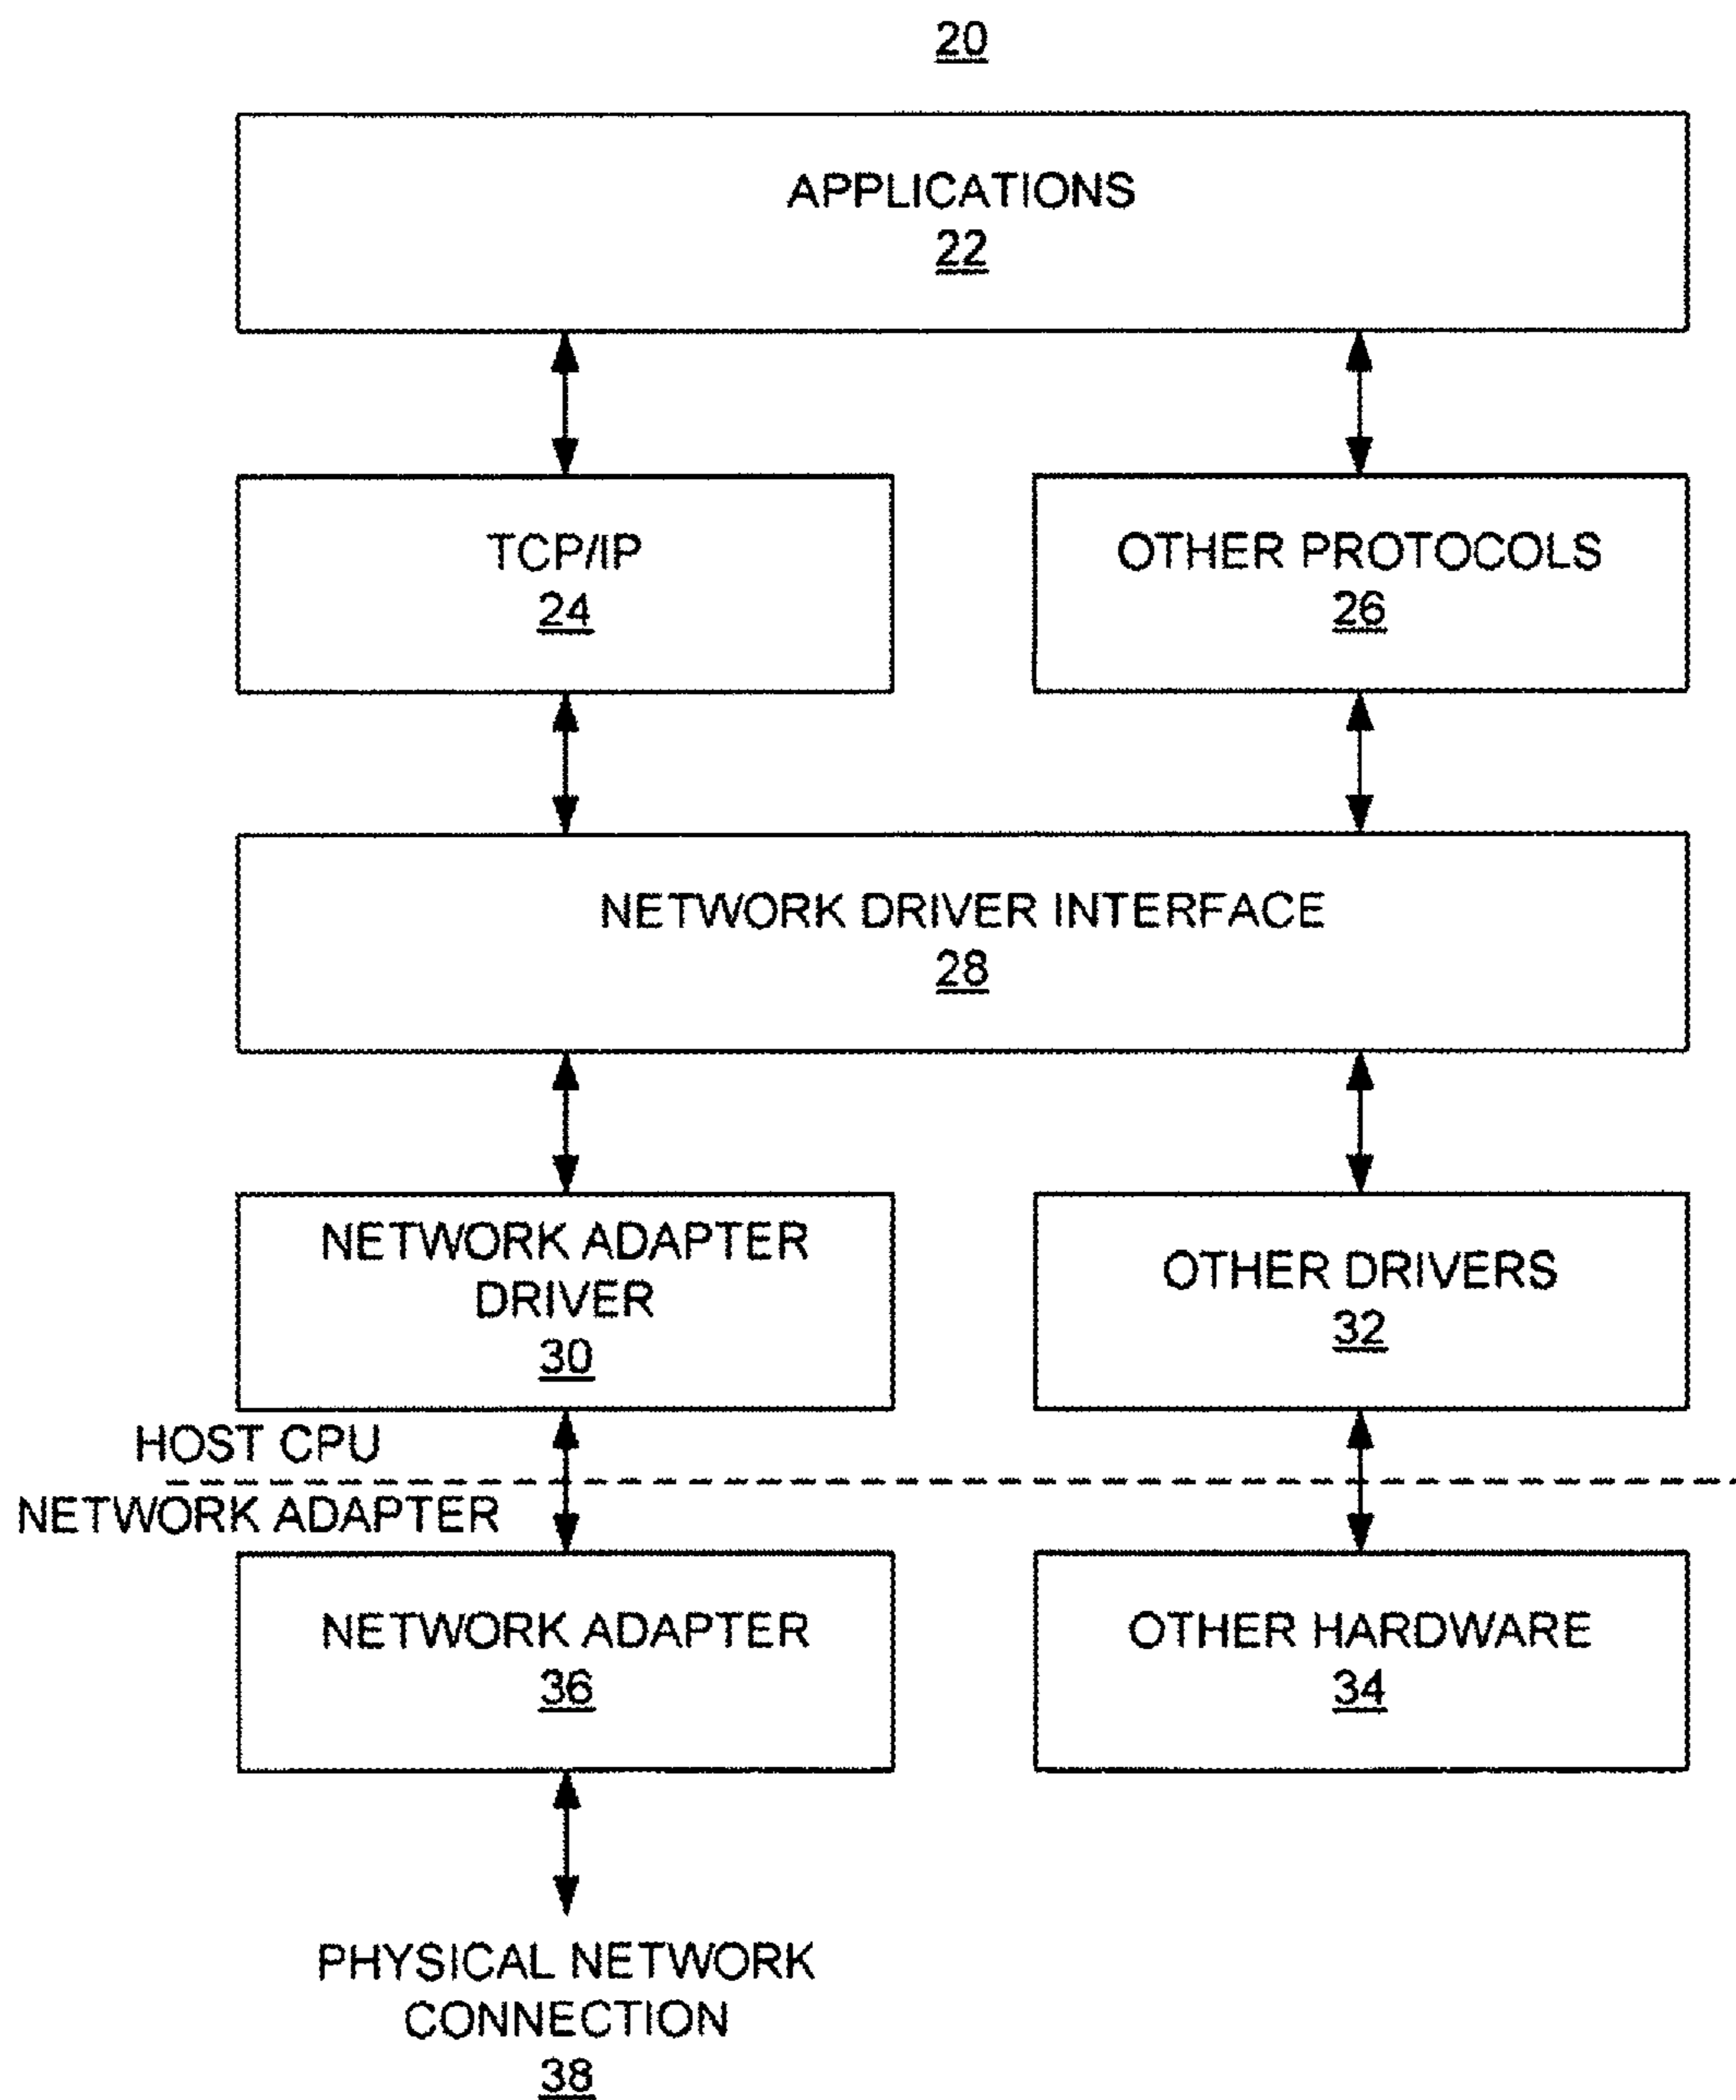 20
APPLICATIONS
22
TCP/IP
24
OTHER PROTOCOLS
26
NETWORK DRIVER INTERFACE
28
NETWORK ADAPTER
DRIVER
30
OTHER DRIVERS
32
HOST CPU
NETWORK ADAPTER
NETWORK ADAPTER
36
OTHER HARDWARE
34
PHYSICAL NETWORK
CONNECTION
38